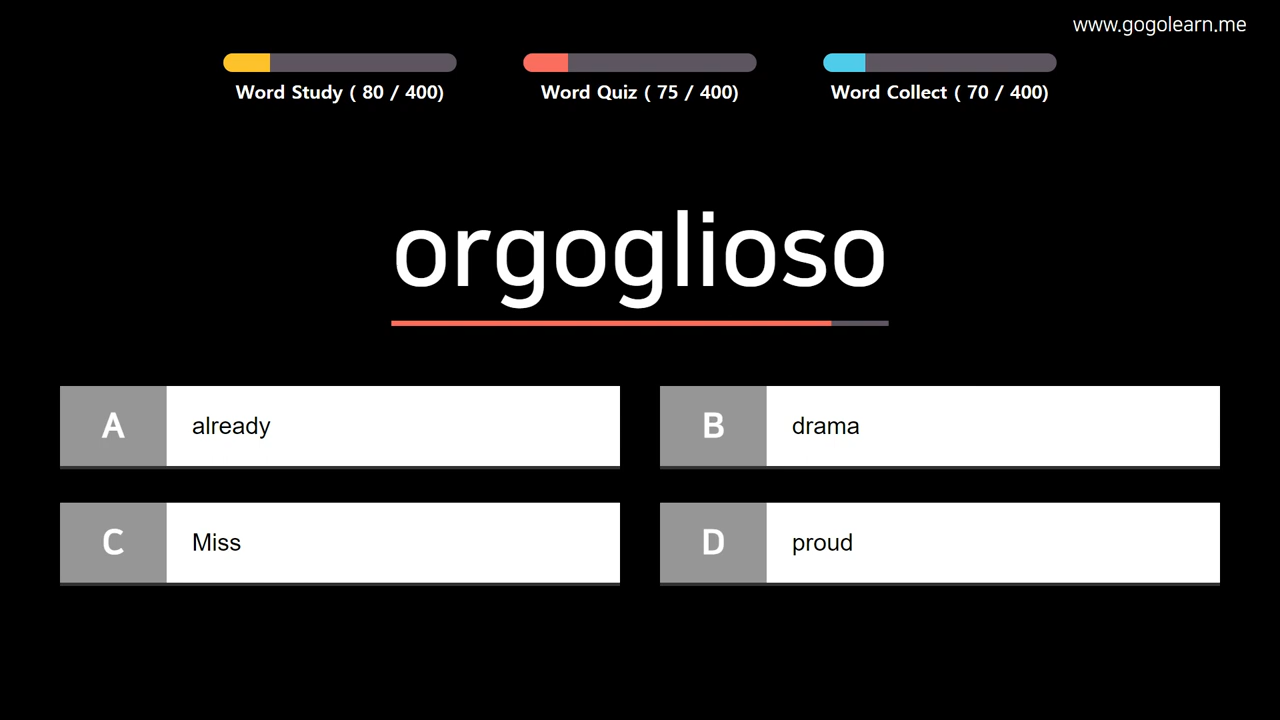 www.gogolearn.me
Word Study ( 80 / 400)
Word Quiz ( 75 / 400)
Word Collect ( 70 / 400)
orgoglioso
A already
B drama
C Miss
D proud